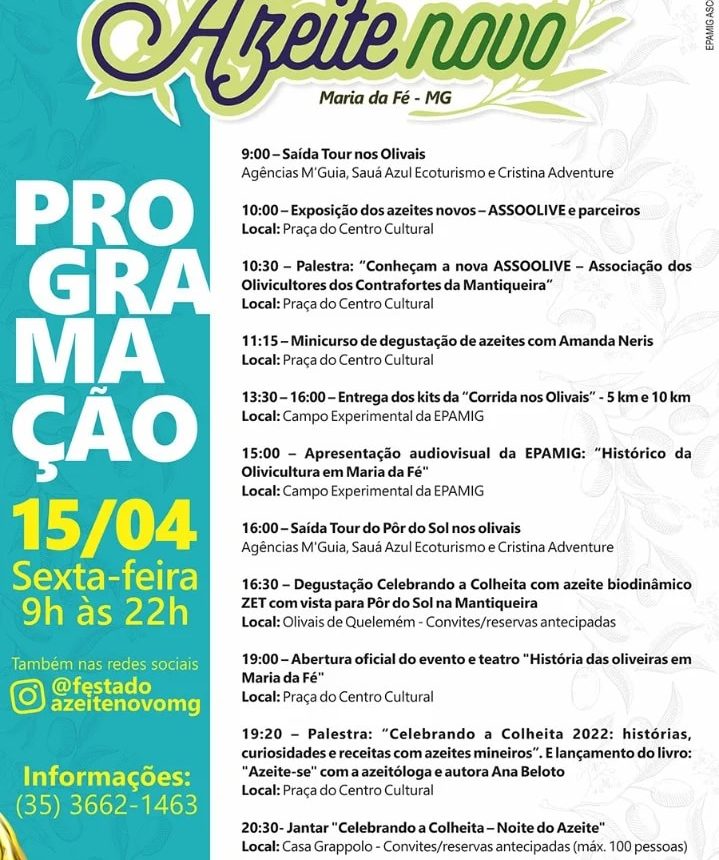 Azeite novo
Maria da Fé - MG
EPAMIG ASC
PRO
GRA
MA
ÇÃO
15/04
Sexta-feira
9h às 22h
Também nas redes sociais
@festado
azeitenovomg
Informações:
(35) 3662-1463
9:00 – Saída Tour nos Olivais
Agências M'Guia, Sauá Azul Ecoturismo e Cristina Adventure
10:00 – Exposição dos azeites novos – ASSOOLIVE e parceiros
Local: Praça do Centro Cultural
10:30 – Palestra: “Conheçam a nova ASSOOLIVE – Associação dos
Olivicultores dos Contrafortes da Mantiqueira”
Local: Praça do Centro Cultural
11:15 – Minicurso de degustação de azeites com Amanda Neris
Local: Praça do Centro Cultural
13:30 – 16:00 – Entrega dos kits da “Corrida nos Olivais” - 5 km e 10 km
Local: Campo Experimental da EPAMIG
15:00 – Apresentação audiovisual da EPAMIG: “Histórico da
Olivicultura em Maria da Fé"
Local: Campo Experimental da EPAMIG
16:00 – Saída Tour do Pôr do Sol nos olivais
Agências M'Guia, Sauá Azul Ecoturismo e Cristina Adventure
16:30 – Degustação Celebrando a Colheita com azeite biodinâmico
ZET com vista para Pôr do Sol na Mantiqueira
Local: Olivais de Quelemém - Convites/reservas antecipadas
19:00 – Abertura oficial do evento e teatro "História das oliveiras em
Maria da Fé"
Local: Praça do Centro Cultural
19:20 – Palestra: “Celebrando a Colheita 2022: histórias,
curiosidades e receitas com azeites mineiros”. E lançamento do livro:
"Azeite-se" com a azeitóloga e autora Ana Beloto
Local: Praça do Centro Cultural
20:30- Jantar "Celebrando a Colheita – Noite do Azeite"
Local: Casa Grappolo - Convites/reservas antecipadas (máx. 100 pessoas)